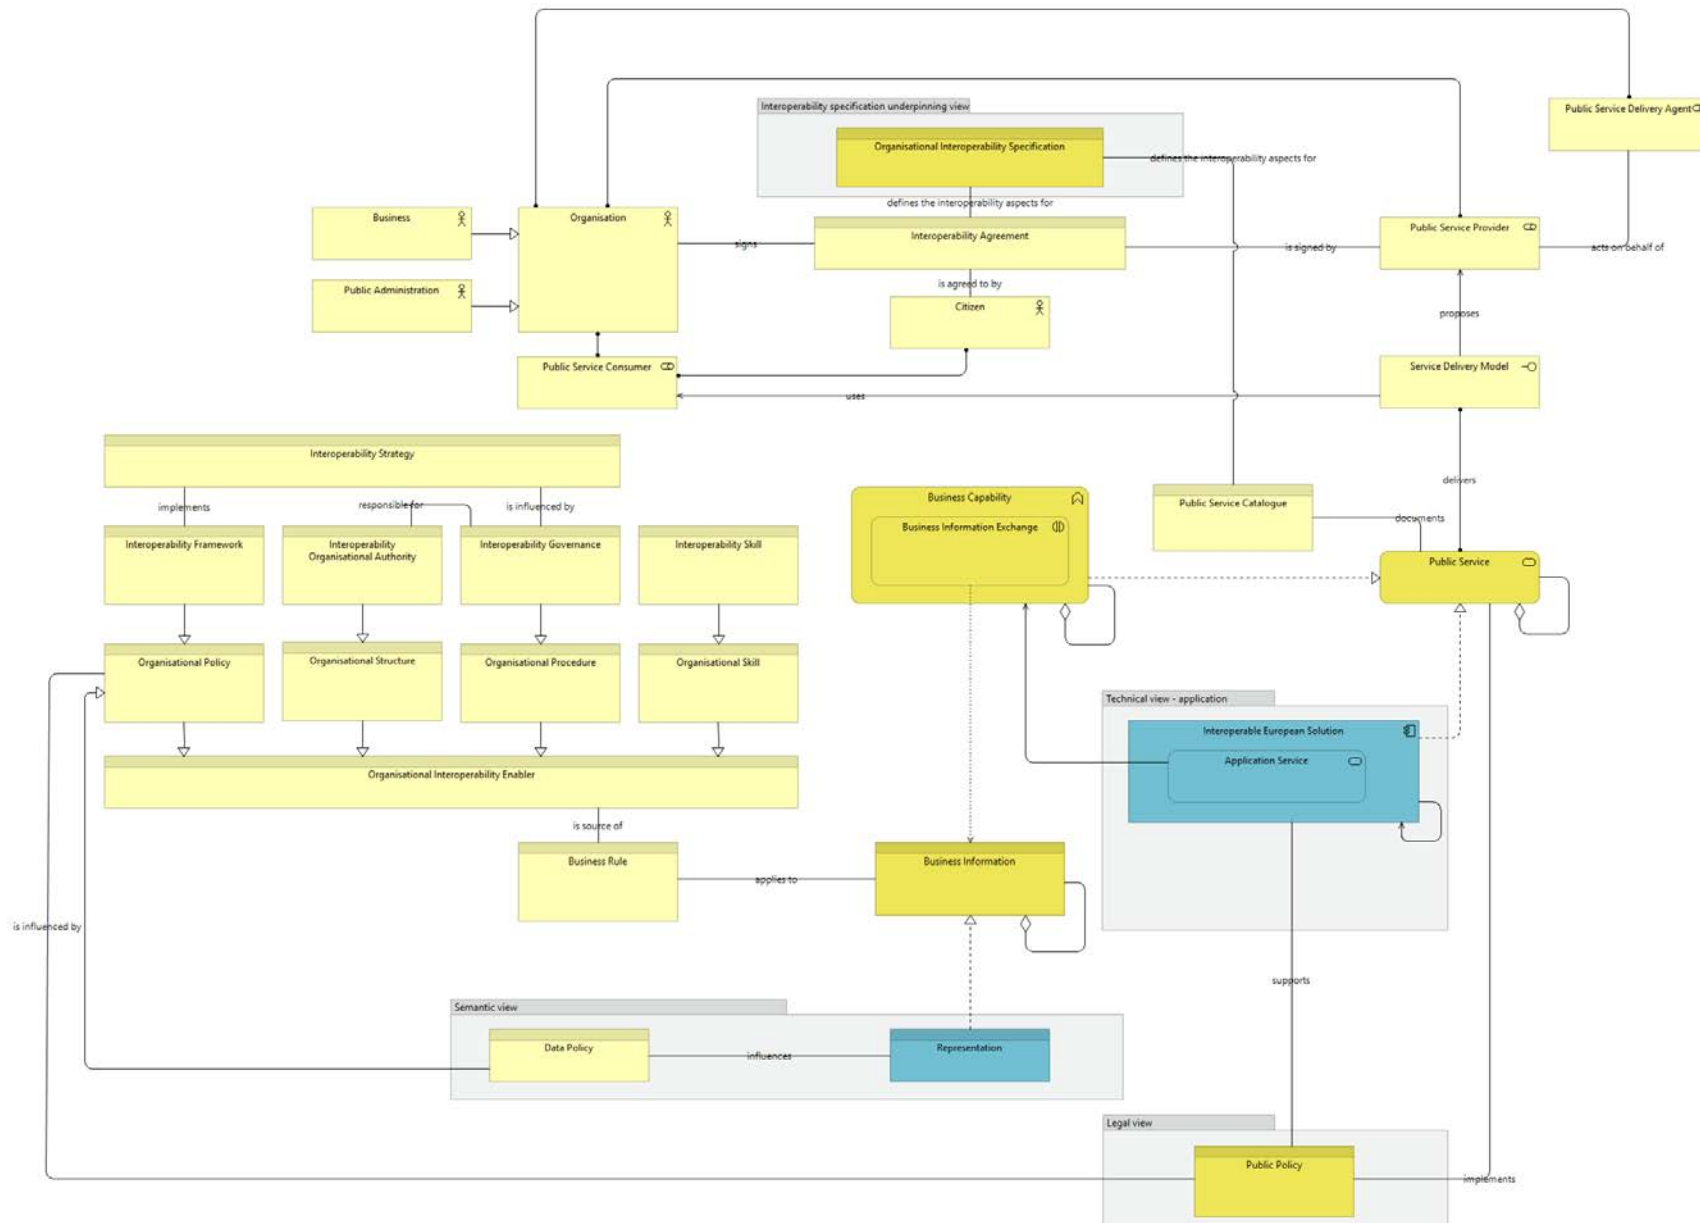 Interoperability specification underpinning view
Public Service Delivery Agent
Organisational Interoperability Specification
defines the interoperability aspects for
defines the interoperability aspects for
Business
Organisation
Interoperability Agreement
Public Service Provider
signs
is signed by
acts on behalf of
Public Administration
is agreed to by
Citizen
proposes
Public Service Consumer
Service Delivery Model
uses
Interoperability Strategy
delivers
implements
responsible for
is influenced by
Business Capability
Public Service Catalogue
documents
Business Information Exchange
Interoperability Framework
Interoperability
Organisational Authority
Interoperability Governance
Interoperability Skill
Public Service
Organisational Policy
Organisational Structure
Organisational Procedure
Organisational Skill
Technical view - application
Interoperable European Solution
Application Service
Organisational Interoperability Enabler
is source of
Business Rule
applies to
Business Information
is influenced by
supports
Semantic view
Data Policy
influences
Representation
Legal view
Public Policy
implements